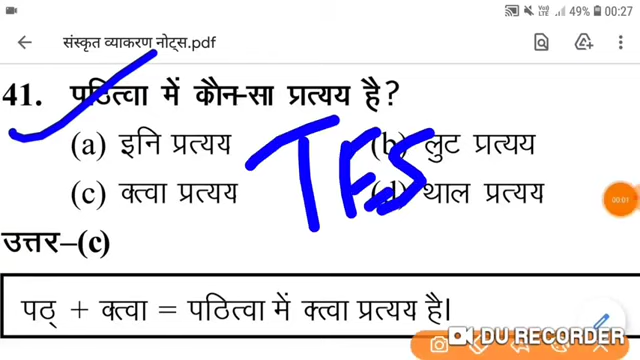 49% 00:27
संस्कृत व्याकरण नोट्स.pdf
41. पठित्वा में कौन-सा प्रत्यय है?
(a) इनि प्रत्यय (b) लुट प्रत्यय
TES
(c) क्त्वा प्रत्यय (d) थाल प्रत्यय
00:01
उत्तर–(c)
पठ् + क्त्वा = पठित्वा में क्त्वा प्रत्यय है।
DU RECORDER